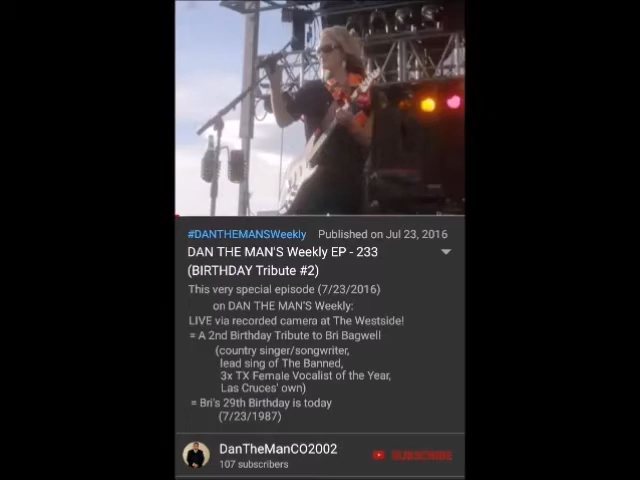 #DANTHEMANSWeekly Published on Jul 23, 2016
DAN THE MAN'S Weekly EP - 233
(BIRTHDAY Tribute #2)
This very special episode (7/23/2016)
on DAN THE MAN'S Weekly:
LIVE via recorded camera at The Westside!
= A 2nd Birthday Tribute to Bri Bagwell
(country singer/songwriter,
lead sing of The Banned,
3x TX Female Vocalist of the Year,
Las Cruces' own)
= Bri's 29th Birthday is today
(7/23/1987)
DanTheManCO2002
SUBSCRIBE
107 subscribers